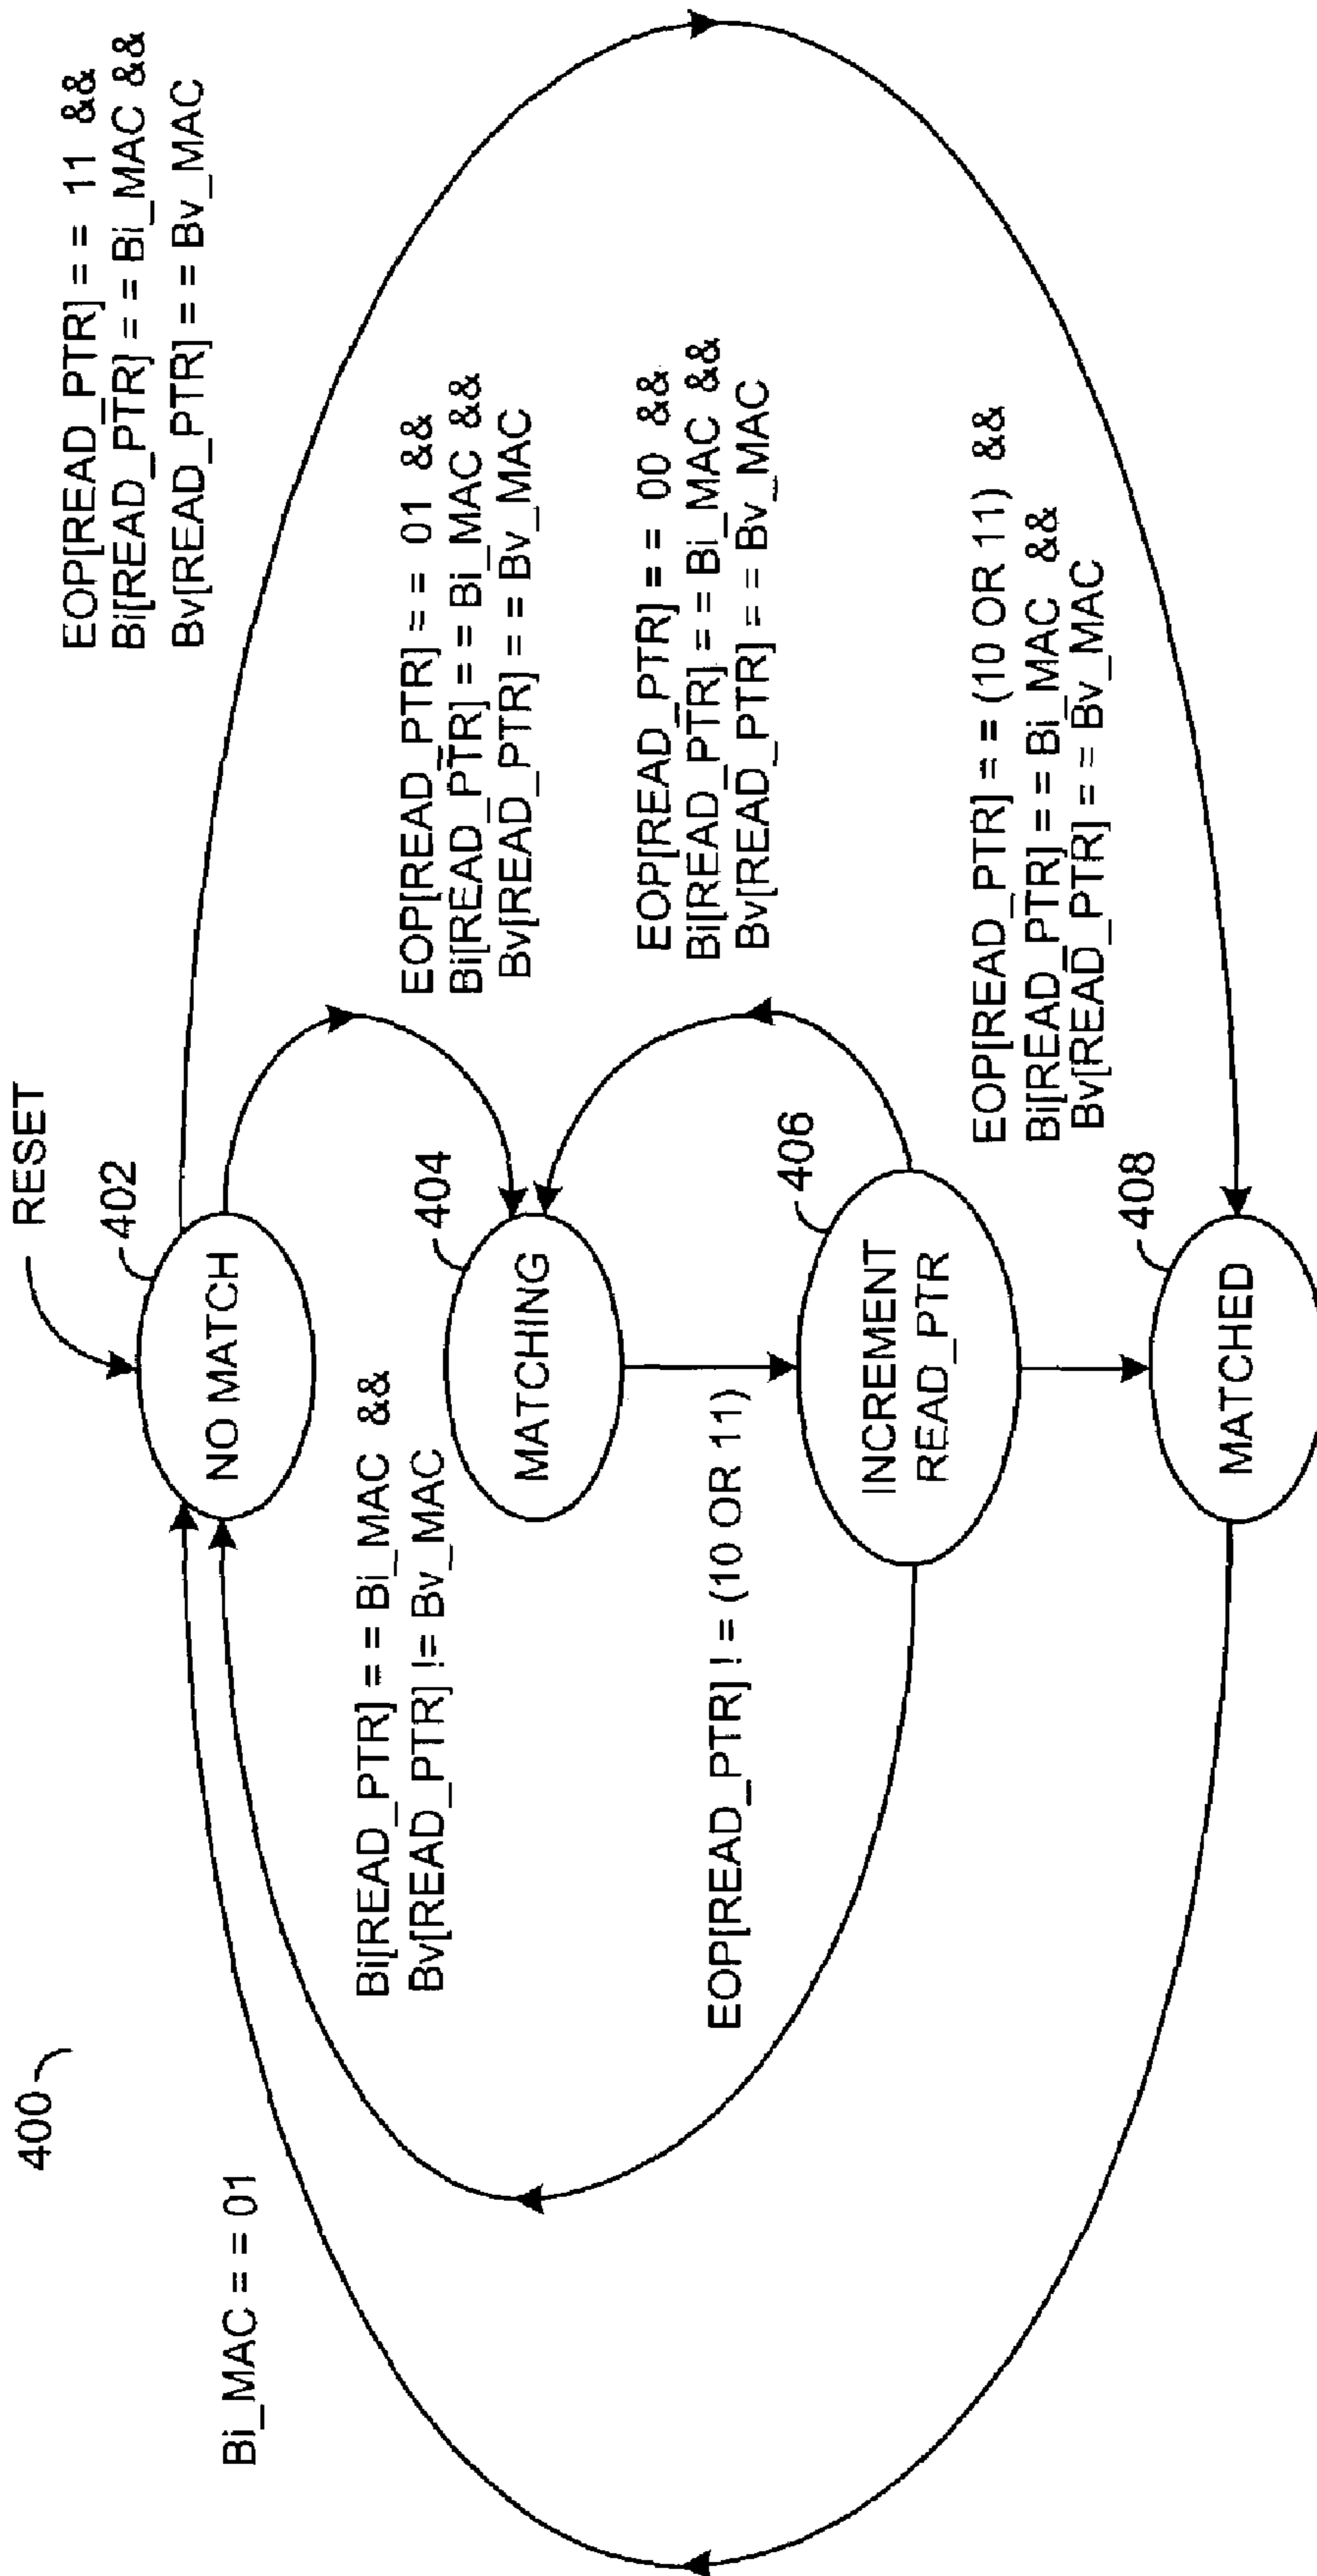 400
RESET
402
NO MATCH
EOP[READ_PTR] = = 11 &&
Bi[READ_PTR] = = Bi_MAC &&
Bv[READ_PTR] = = Bv_MAC
Bi_MAC = = 01
Bi[READ_PTR] = = Bi_MAC &&
Bv[READ_PTR] != Bv_MAC
404
MATCHING
EOP[READ_PTR] = = 01 &&
Bi[READ_PTR] = = Bi_MAC &&
Bv[READ_PTR] = = Bv_MAC
EOP[READ_PTR] = = 00 &&
Bi[READ_PTR] = = Bi_MAC &&
Bv[READ_PTR] = = Bv_MAC
EOP[READ_PTR] ! = (10 OR 11)
406
INCREMENT
READ_PTR
EOP[READ_PTR] = = (10 OR 11) &&
Bi[READ_PTR] = = Bi_MAC &&
Bv[READ_PTR] = = Bv_MAC
408
MATCHED